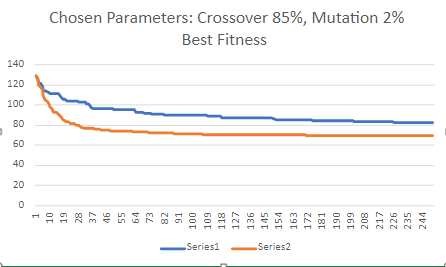 Chosen Parameters: Crossover 85%, Mutation 2%
Best Fitness
140
120
100
80
60
40
20
0
1 10 19 28 37 46 55 64 73 82 91 100 109 118 127 136 145 154 163 172 181 190 199 208 217 226 235 244
Series1 Series2